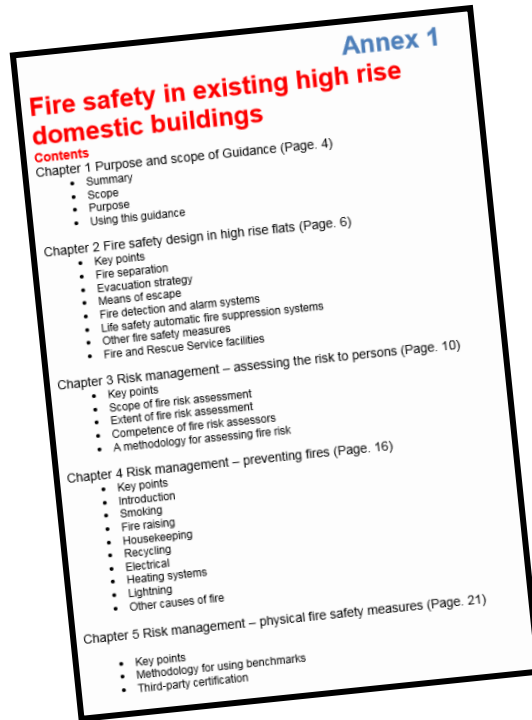 Annex 1
Fire safety in existing high rise
domestic buildings
Contents
Chapter 1 Purpose and scope of Guidance (Page. 4)
• Summary
• Scope
• Purpose
• Using this guidance
Chapter 2 Fire safety design in high rise flats (Page. 6)
• Key points
• Fire separation
• Evacuation strategy
• Means of escape
• Fire detection and alarm systems
• Life safety automatic fire suppression systems
• Other fire safety measures
• Fire and Rescue Service facilities
Chapter 3 Risk management – assessing the risk to persons (Page. 10)
• Key points
• Scope of fire risk assessment
• Extent of fire risk assessment
• Competence of fire risk assessors
• A methodology for assessing fire risk
Chapter 4 Risk management – preventing fires (Page. 16)
• Key points
• Introduction
• Smoking
• Fire raising
• Housekeeping
• Recycling
• Electrical
• Heating systems
• Lightning
• Other causes of fire
Chapter 5 Risk management – physical fire safety measures (Page. 21)
• Key points
• Methodology for using benchmarks
• Third-party certification